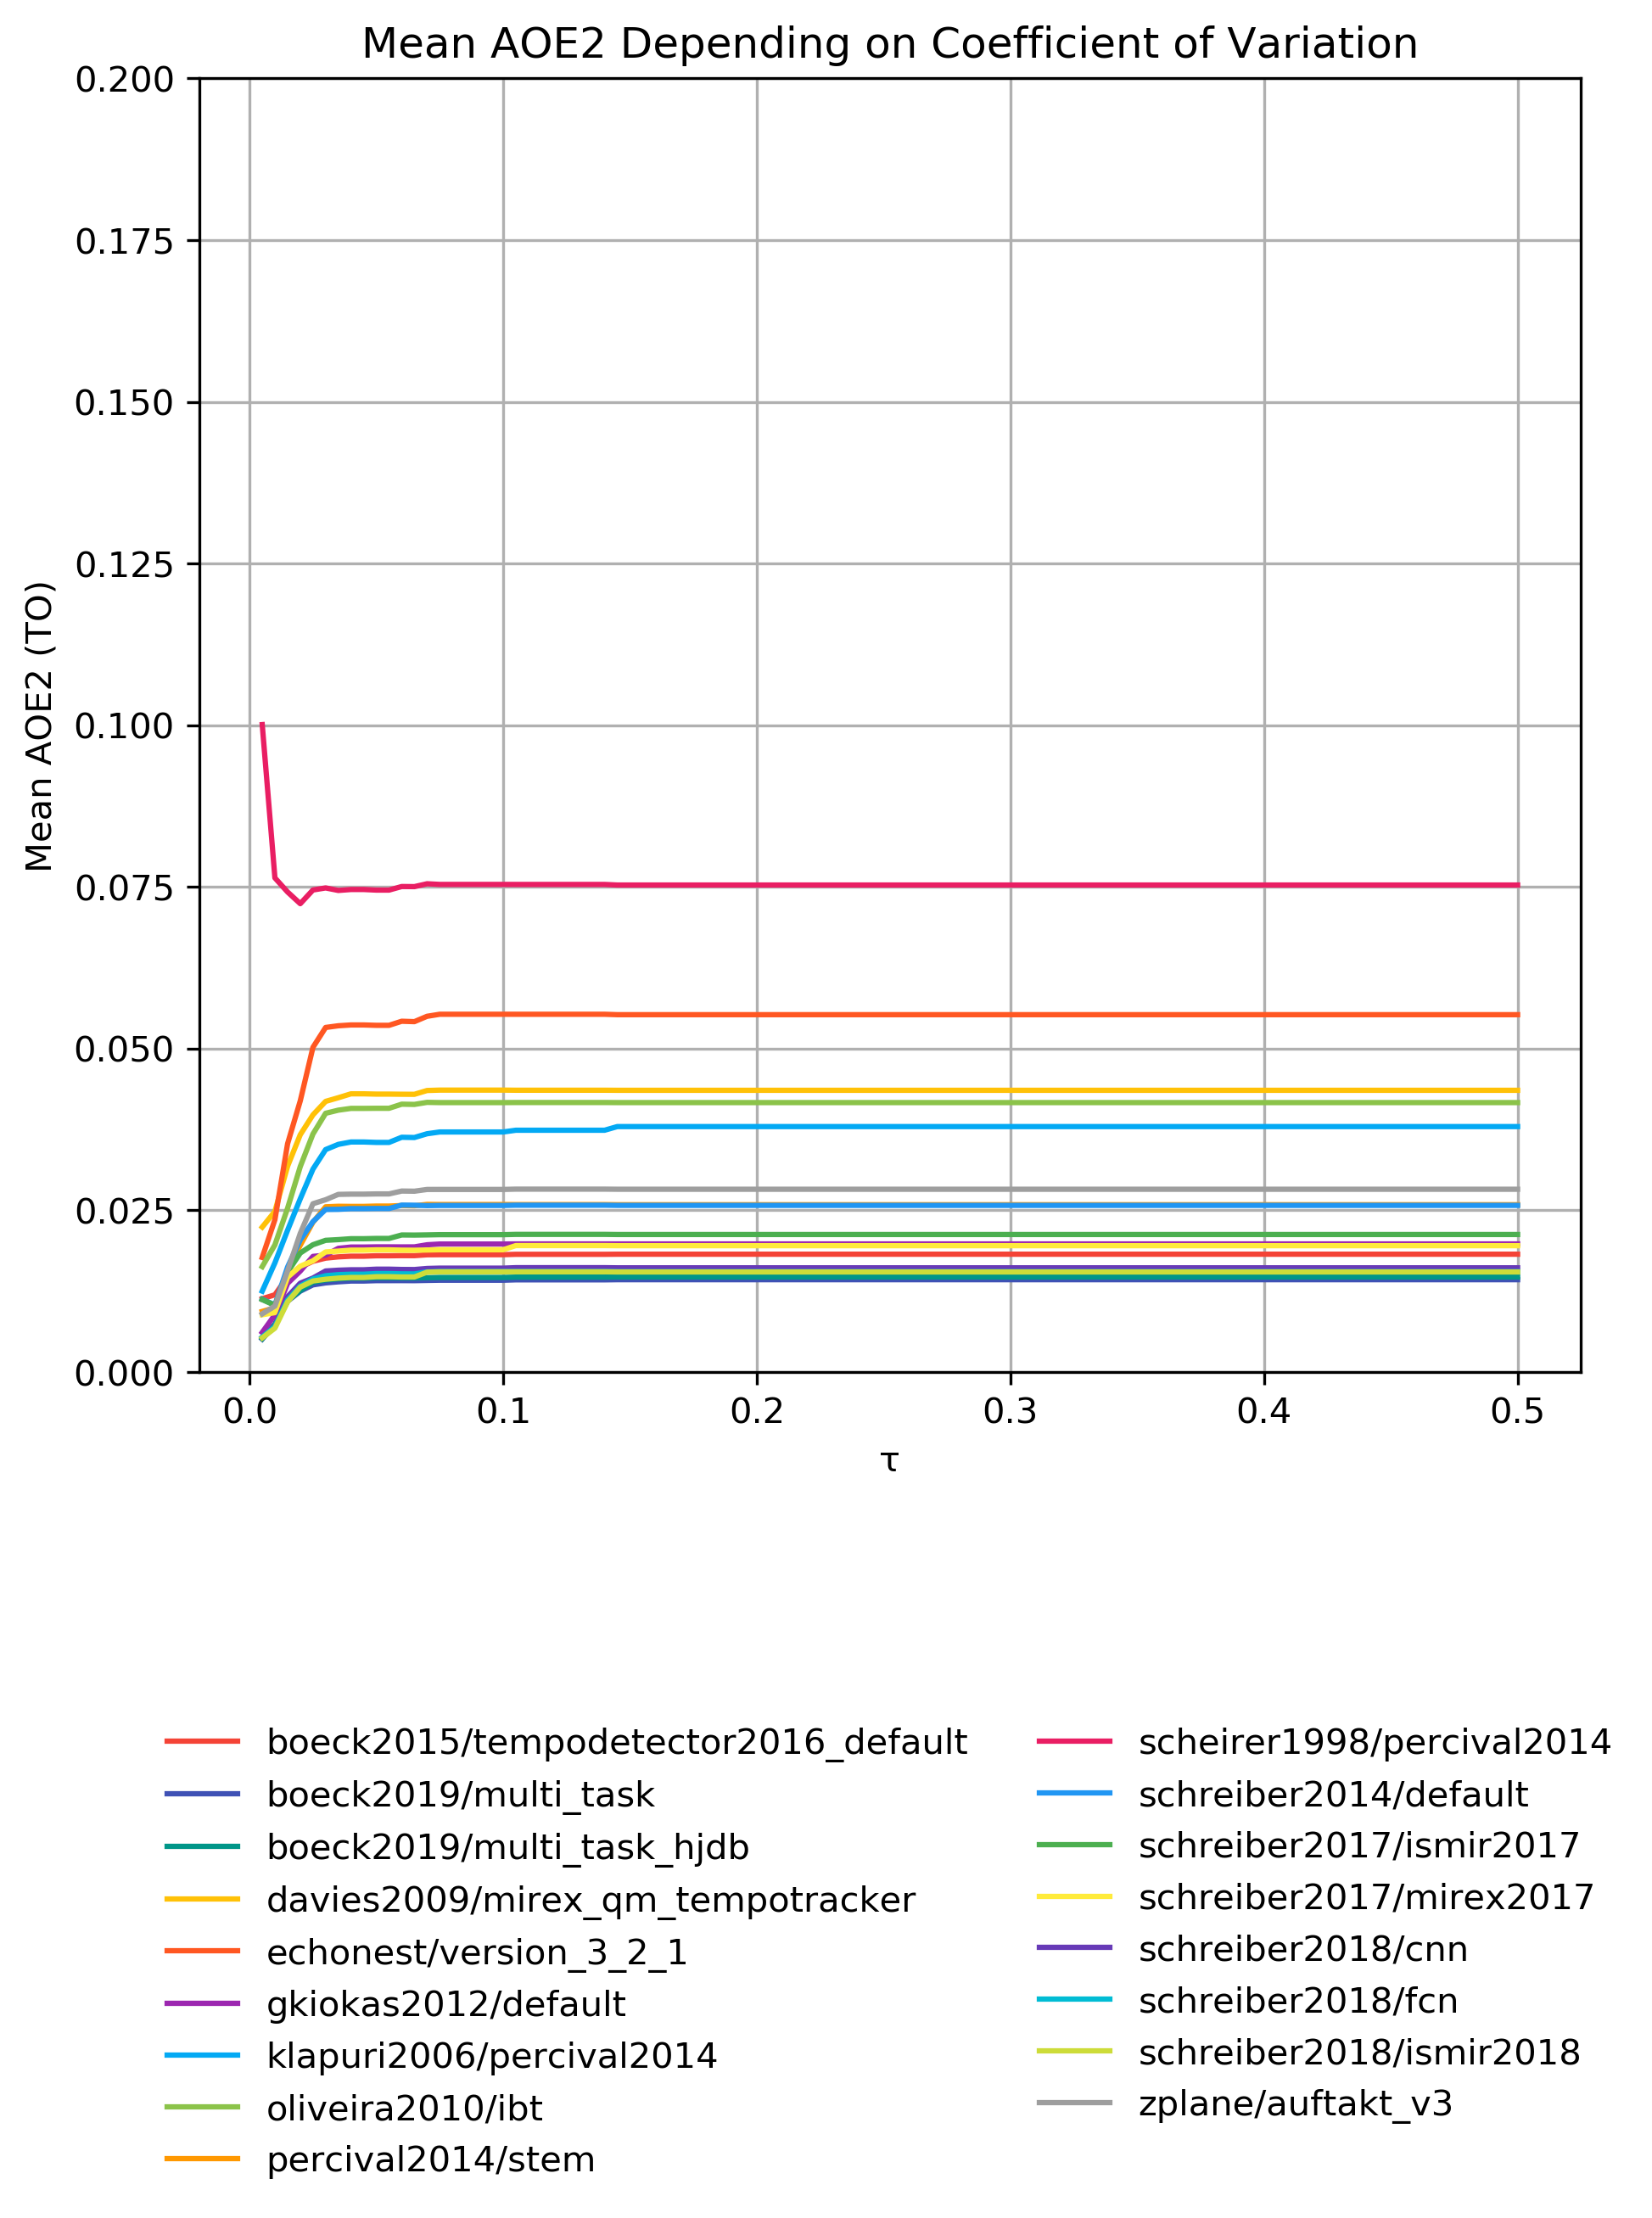 Mean AOE2 Depending on Coefficient of Variation
0.200
0.175
0.150
0.125
0.100
0.075
0.050
0.025
0.000
Mean AOE2 (TO)
0.0 0.1 0.2 0.3 0.4 0.5
τ
boeck2015/tempodetector2016_default
boeck2019/multi_task
boeck2019/multi_task_hjdb
davies2009/mirex_qm_tempotracker
echonest/version_3_2_1
gkiokas2012/default
klapuri2006/percival2014
oliveira2010/ibt
percival2014/stem
scheirer1998/percival2014
schreiber2014/default
schreiber2017/ismir2017
schreiber2017/mirex2017
schreiber2018/cnn
schreiber2018/fcn
schreiber2018/ismir2018
zplane/auftakt_v3